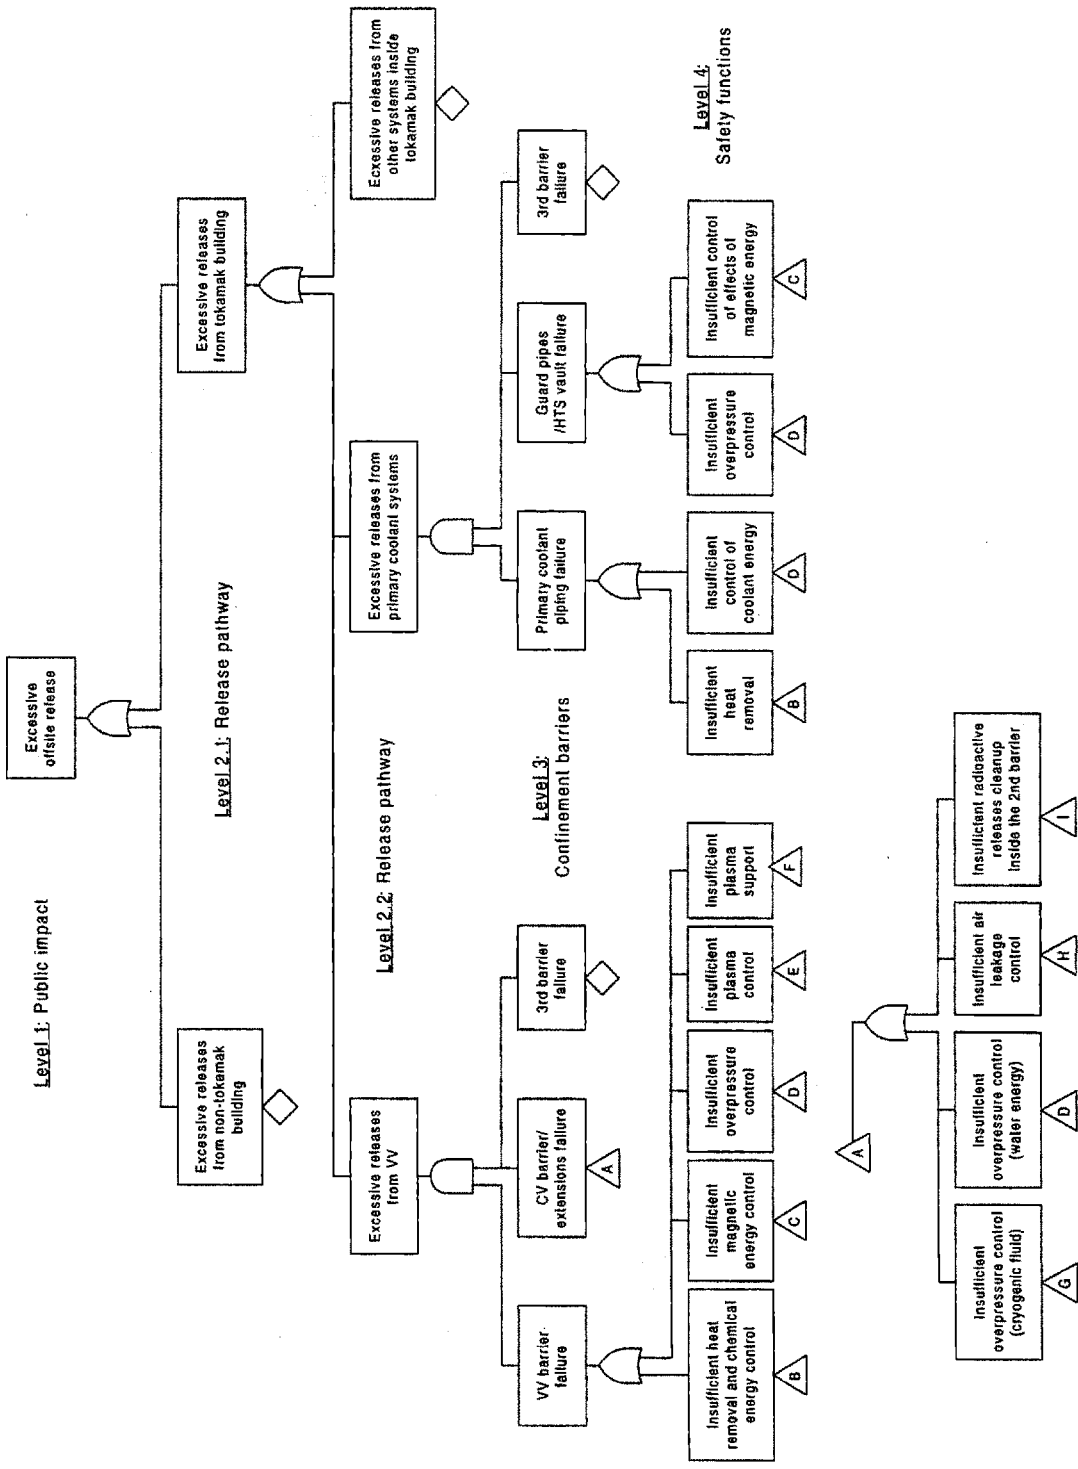 Excessive
offsite release
Level 1: Public impact
Excessive releases
from non-tokemak
building
Excessive releases
from tokamak building
Level 2.1: Release pathway
Excessive releases
from VV
Excessive releases from
primary coolant systems
Ecxessive releases from
other systems inside
tokamak building
Level 2.2: Release pathway
VV barrier
failure
CV barrier/
extensions failure
A
3rd barrier
failure
Level 3:
Confinement barriers
Primary coolant
piping failure
Guard pipes
/HTS vault failure
3rd barrier
failure
Insufficient heat
removal and chemical
energy control
B
Insufficient
magnetic
energy control
C
Insufficient
overpressure
control
D
Insufficient
plasma
control
E
Insufficient
plasma
support
F
Insufficient
heat
removal
B
Insufficient
control of
coolant energy
D
Insufficient
overpressure
control
D
Insufficient control
of effects of
magnetic energy
C
Level 4:
Safety functions
A
Insufficient
overpressure control
(cryogenic fluid)
G
Insufficient
overpressure control
(water energy)
D
Insufficient air
leakage
control
H
Insufficient radioactive
releases cleanup
inside the 2nd barrier
I